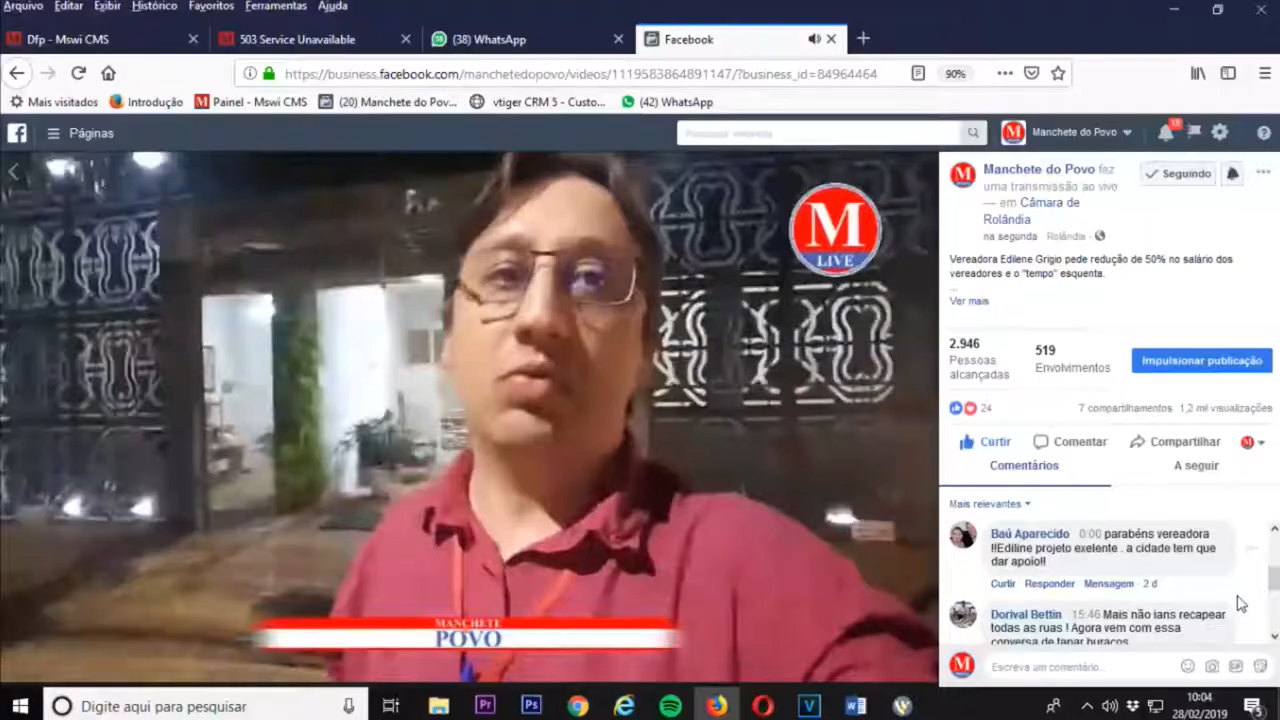 Arquivo Editar Exibir Histórico Favoritos Ferramentas Ajuda
Dfp - Mswi CMS
503 Service Unavailable
(38) WhatsApp
Facebook
https://business.facebook.com/manchetedopovo/videos/1119583864891147/?business_id=84964464
90%
Mais visitados
Introdução
Painel - Mswi CMS
(20) Manchete do Pov...
vtiger CRM 5 - Custo...
(42) WhatsApp
Páginas
Manchete do Povo
Manchete do Povo fez
uma transmissão ao vivo
— em Câmara de
Rolândia
na segunda Rolândia
Seguindo
Vereadora Edilene Grigio pede redução de 50% no salário dos
vereadores e o "tempo" esquenta.
...
Ver mais
2.946
Pessoas
alcançadas
519
Envolvimentos
Impulsionar publicação
24
7 compartilhamentos 1,2 mil visualizações
Curtir Comentar Compartilhar
Comentários
A seguir
Mais relevantes
Baú Aparecido 0:00 parabéns vereadora
!!Ediline projeto exelente . a cidade tem que
dar apoio!!
Curtir Responder Mensagem 2 d
Dorival Bettin 15:46 Mais não ians recapear
todas as ruas ! Agora vem com essa
conversa de tapar buracos
Escreva um comentário...
M
LIVE
MANCHETE
POVO
Digite aqui para pesquisar
10:04
28/02/2019